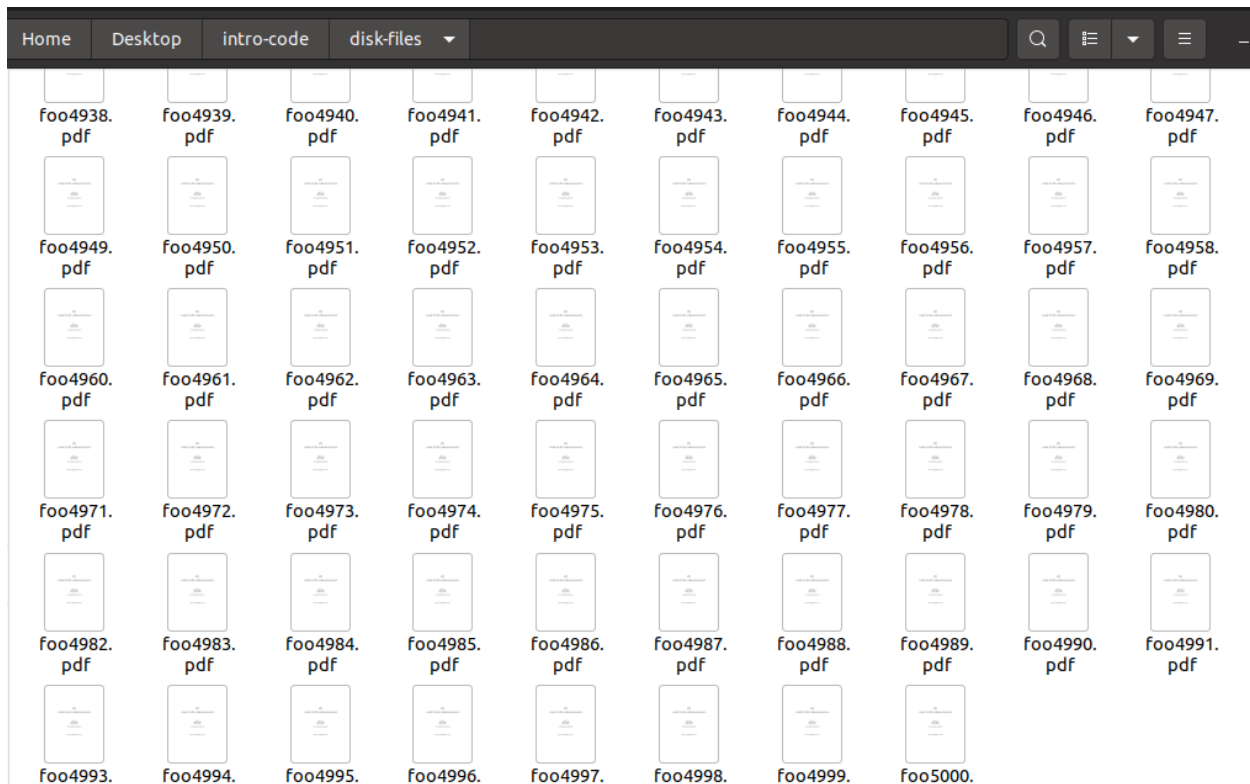 Home Desktop intro-code disk-files
foo4938. foo4939. foo4940. foo4941. foo4942. foo4943. foo4944. foo4945. foo4946. foo4947.
pdf pdf pdf pdf pdf pdf pdf pdf pdf pdf
foo4949. foo4950. foo4951. foo4952. foo4953. foo4954. foo4955. foo4956. foo4957. foo4958.
pdf pdf pdf pdf pdf pdf pdf pdf pdf pdf
foo4960. foo4961. foo4962. foo4963. foo4964. foo4965. foo4966. foo4967. foo4968. foo4969.
pdf pdf pdf pdf pdf pdf pdf pdf pdf pdf
foo4971. foo4972. foo4973. foo4974. foo4975. foo4976. foo4977. foo4978. foo4979. foo4980.
pdf pdf pdf pdf pdf pdf pdf pdf pdf pdf
foo4982. foo4983. foo4984. foo4985. foo4986. foo4987. foo4988. foo4989. foo4990. foo4991.
pdf pdf pdf pdf pdf pdf pdf pdf pdf pdf
foo4993. foo4994. foo4995. foo4996. foo4997. foo4998. foo4999. foo5000.